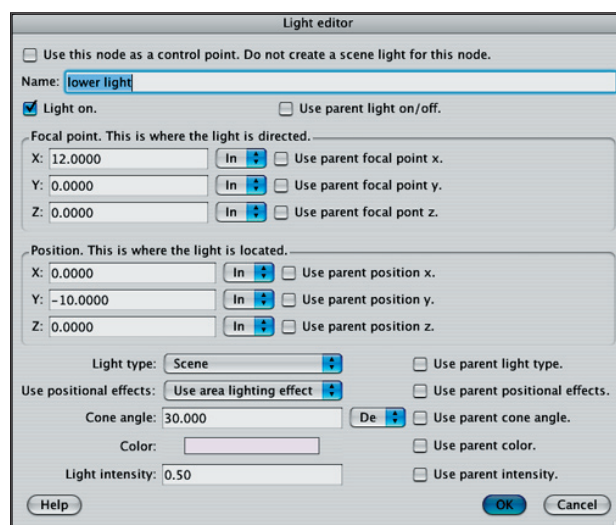 Light editor
Use this node as a control point. Do not create a scene light for this node.
Name: lower light
Light on. Use parent light on/off.
Focal point. This is where the light is directed.
X: 12.0000 In Use parent focal point x.
Y: 0.0000 In Use parent focal point y.
Z: 0.0000 In Use parent focal pont z.
Position. This is where the light is located.
X: 0.0000 In Use parent position x.
Y: -10.0000 In Use parent position y.
Z: 0.0000 In Use parent position z.
Light type: Scene Use parent light type.
Use positional effects: Use area lighting effect Use parent positional effects.
Cone angle: 30.000 De Use parent cone angle.
Color: Use parent color.
Light intensity: 0.50 Use parent intensity.
Help OK Cancel